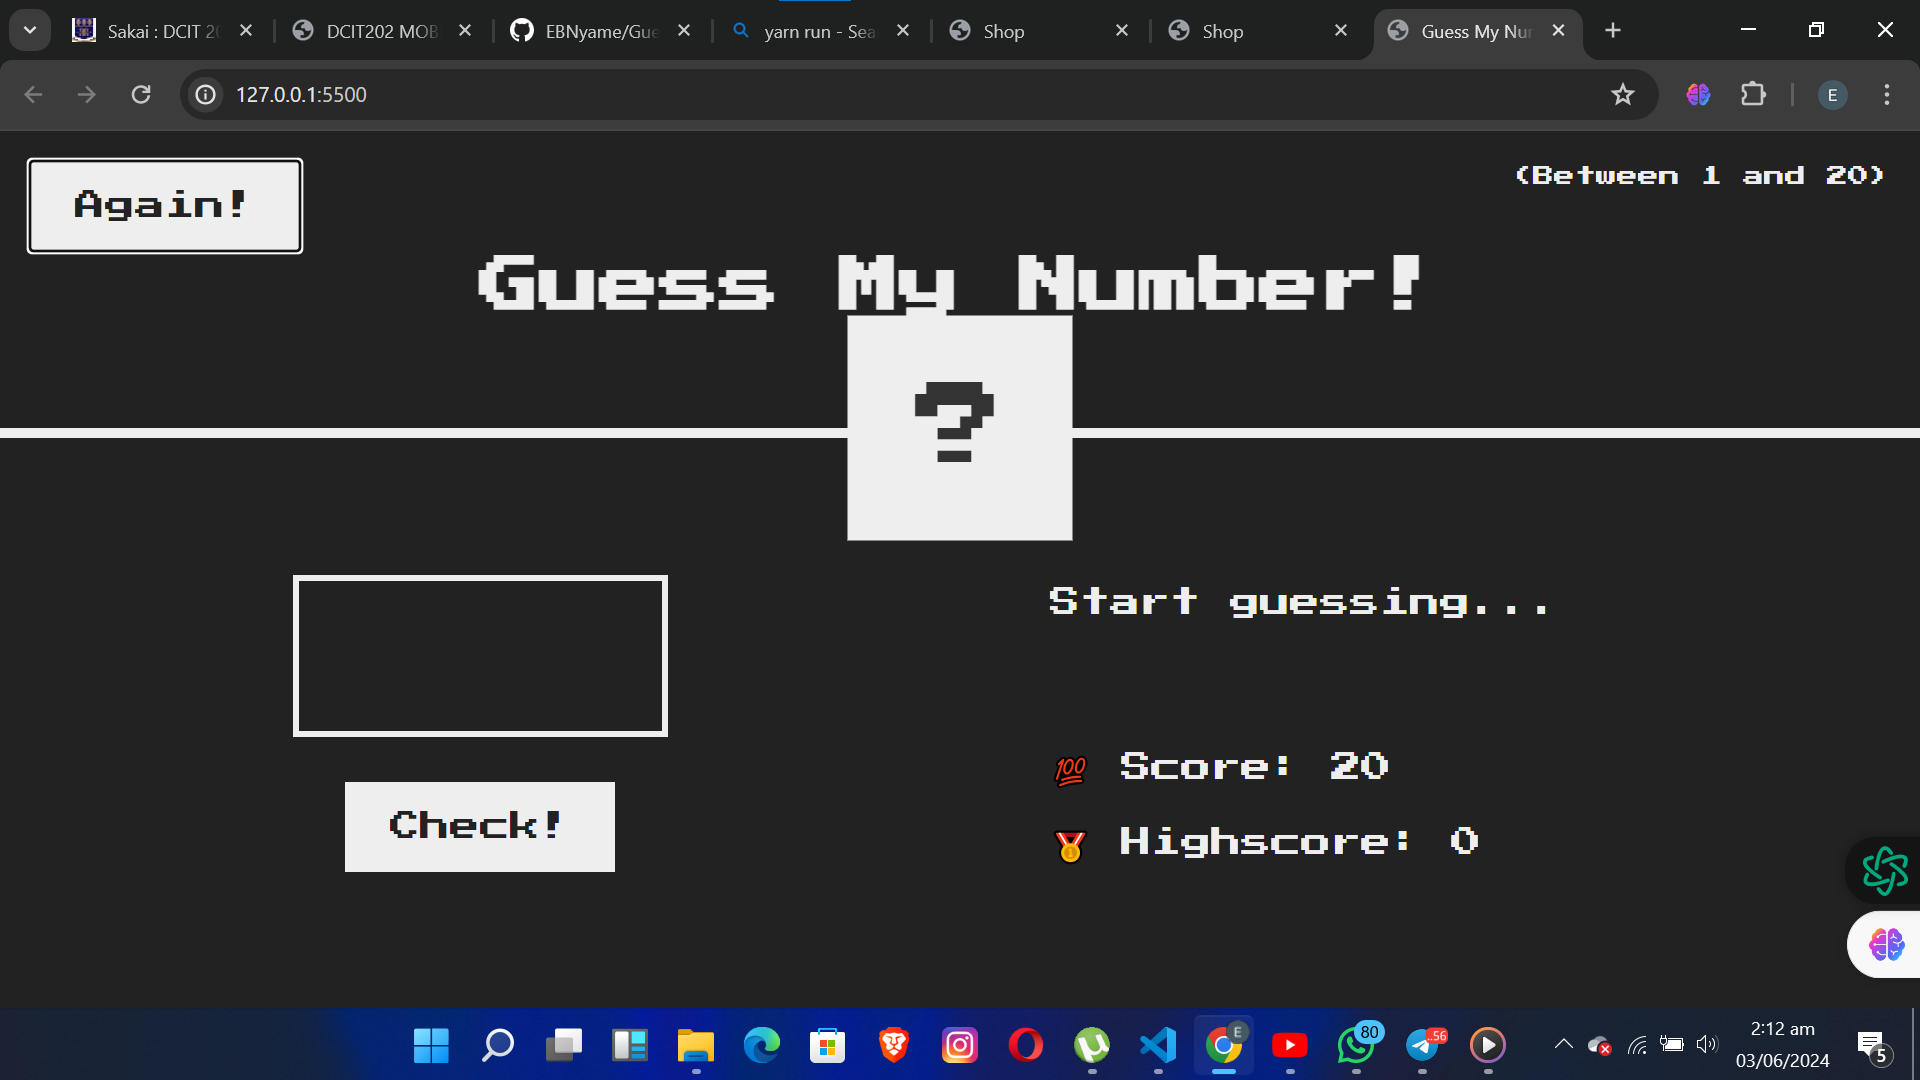 Sakai : DCIT 20
DCIT202 MOB
EBNyame/Gue
yarn run - Sea
Shop
Shop
Guess My Nur
127.0.0.1:5500
E
Again!
(Between 1 and 20)
Guess My Number!
?
Start guessing...
💯 Score: 20
Check!
🥇 Highscore: 0
E
80
..56
2:12 am
03/06/2024
5